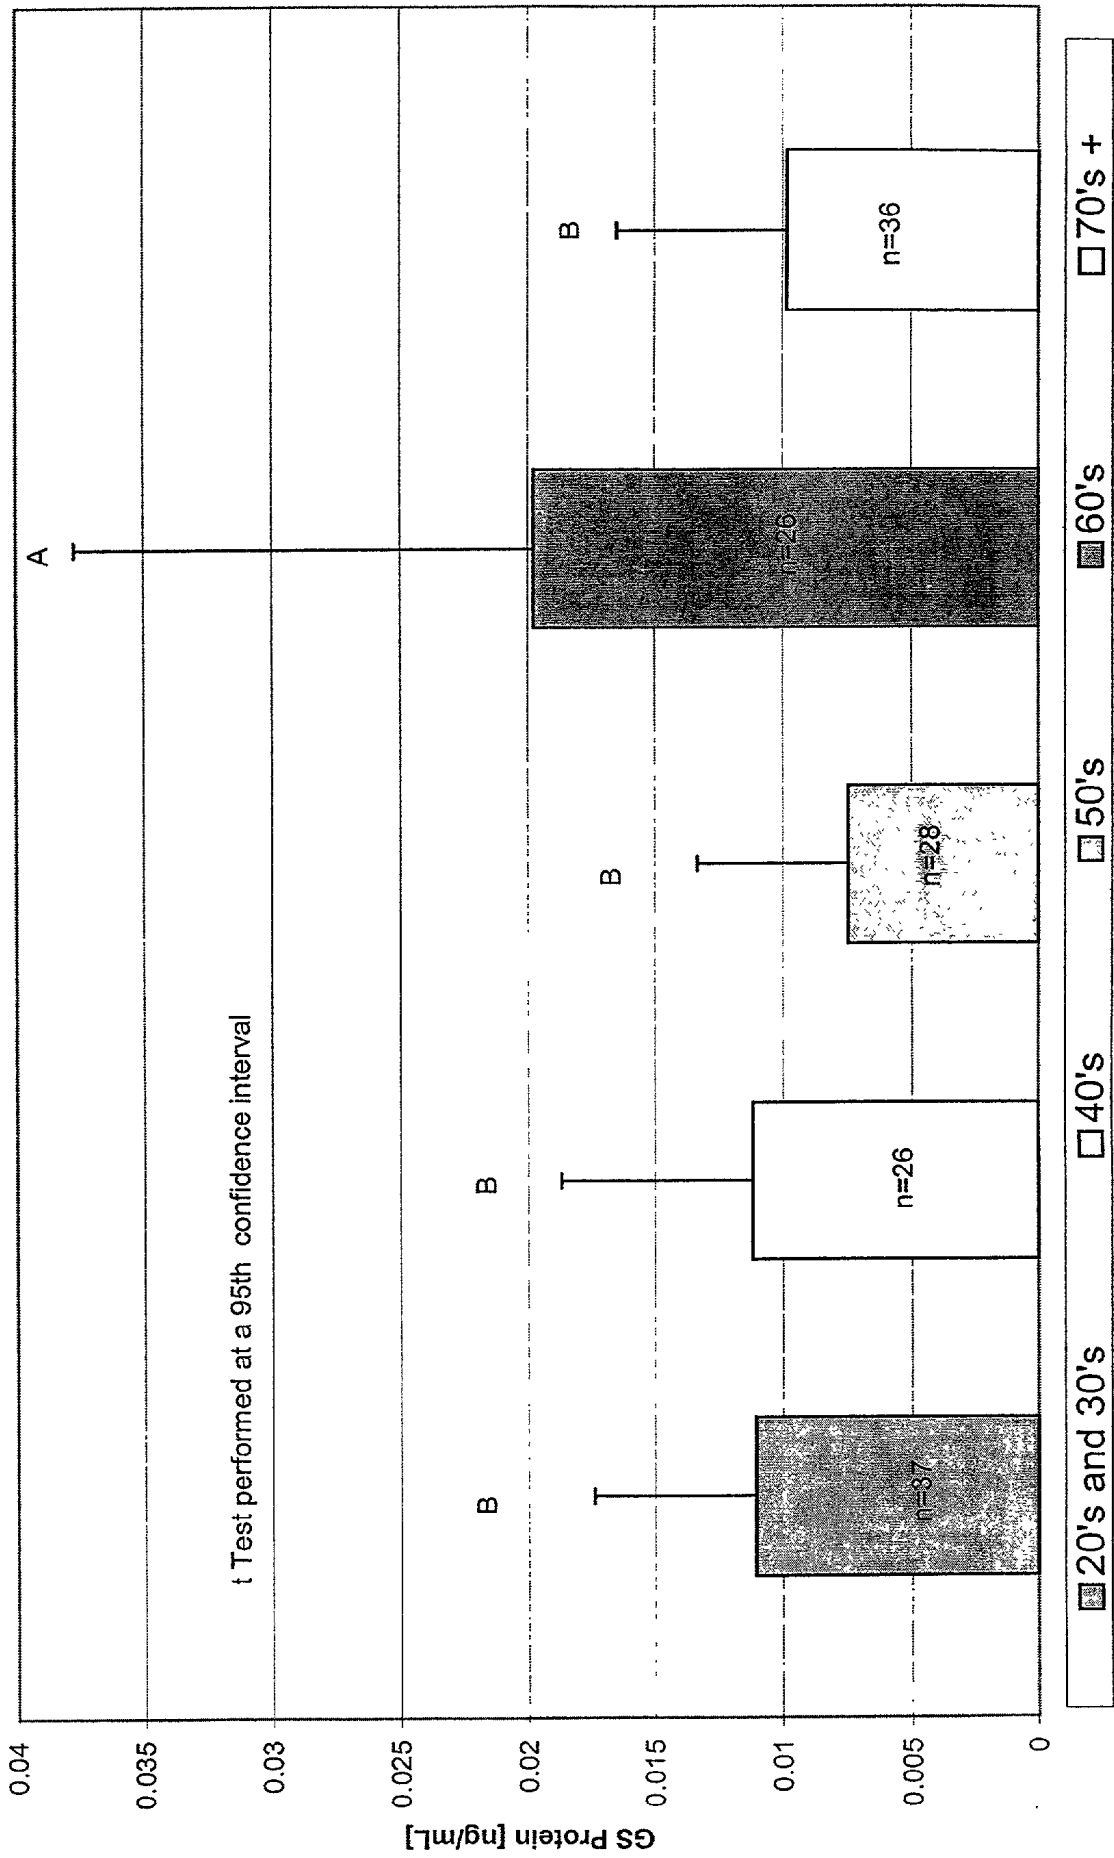 0.04
0.035
0.03
0.025
0.02
0.015
0.01
0.005
0
GS Protein [ng/mL]
t Test performed at a 95th confidence interval
B
B
B
A
B
n=37
n=26
n=28
n=26
n=36
20's and 30's
40's
50's
60's
70's +